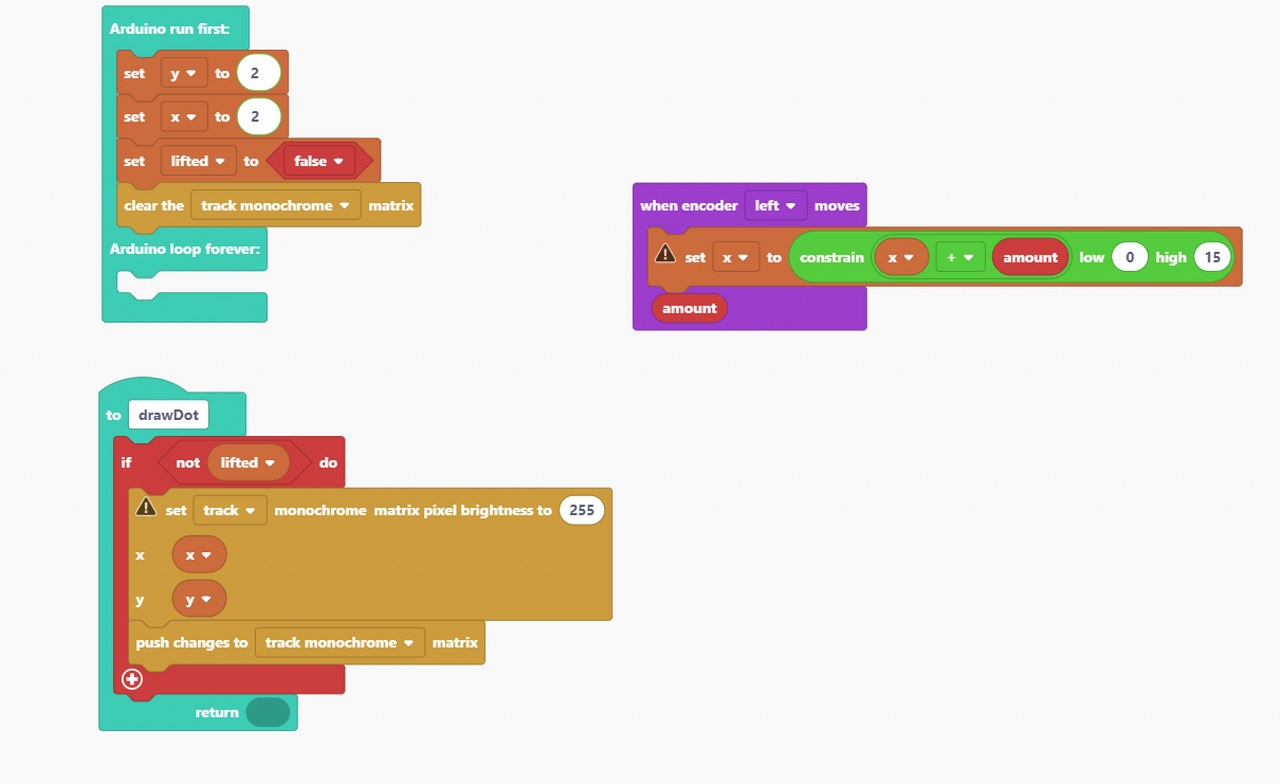 Arduino run first:
set y to 2
set x to 2
set lifted to false
clear the track monochrome matrix
Arduino loop forever:
when encoder left moves
set x to constrain x + amount low 0 high 15
amount
to drawDot
if not lifted do
set track monochrome matrix pixel brightness to 255
x x
y y
push changes to track monochrome matrix
return